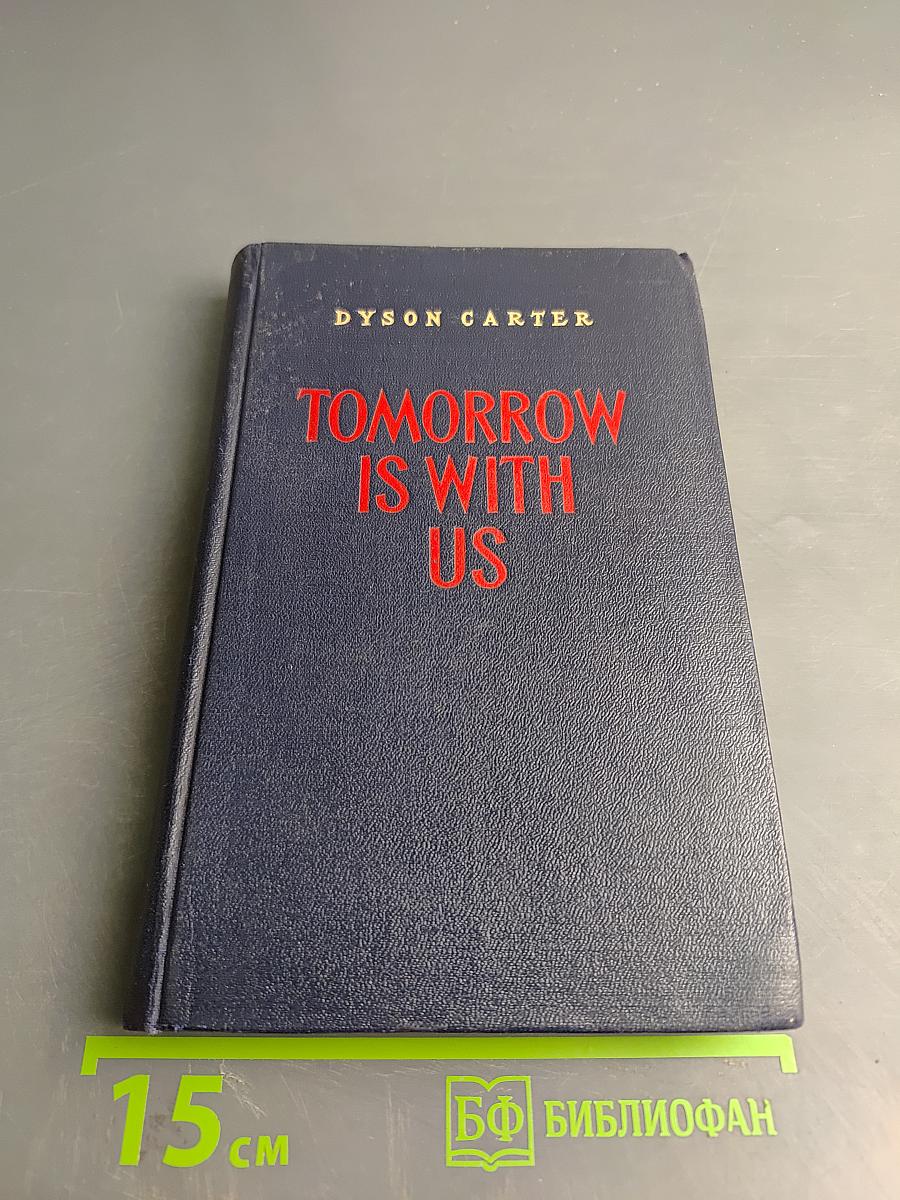 DYSON CARTER
TOMORROW
IS WITH
US
15 см
БФ БИБЛИОФАН